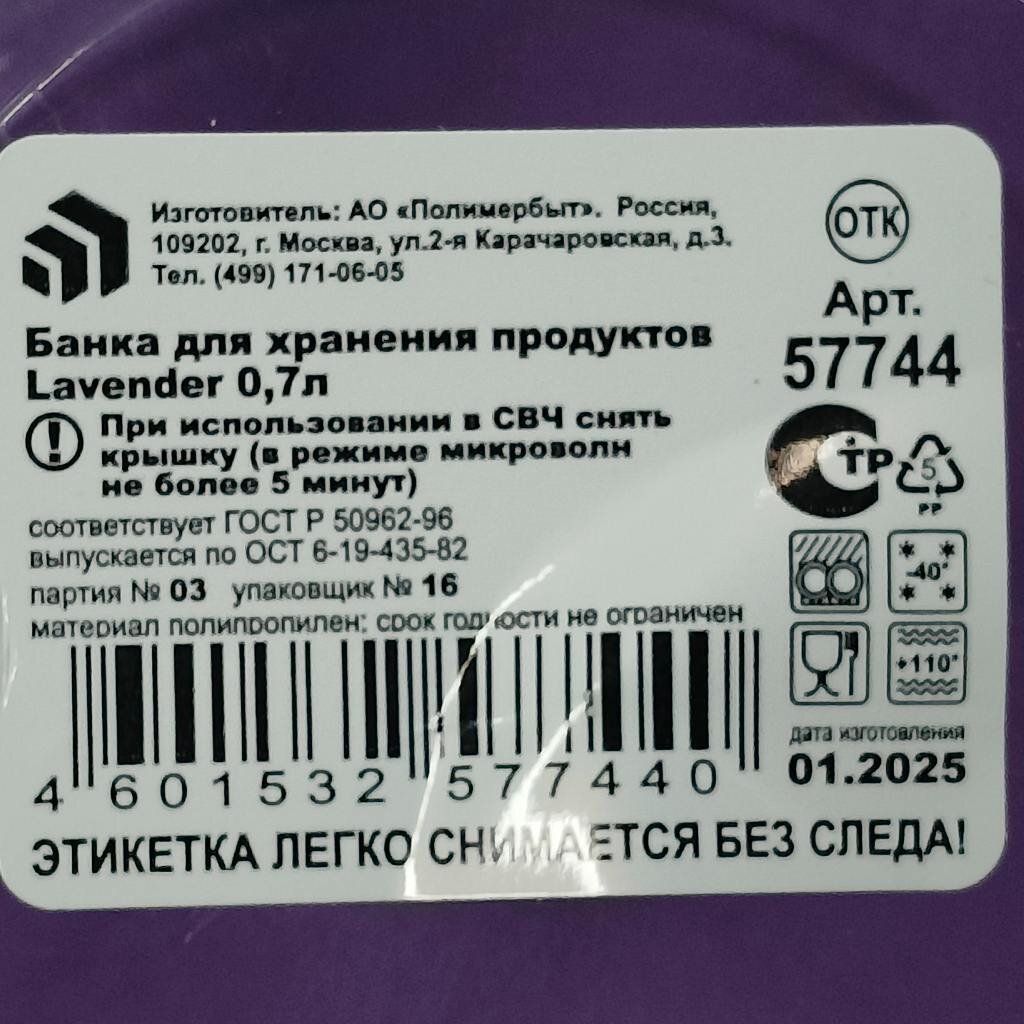 Изготовитель: АО «Полимербыт». Россия,
109202, г. Москва, ул.2-я Карачаровская, д.3.
Тел. (499) 171-06-05
ОТК
Арт.
57744
Банка для хранения продуктов
Lavender 0,7л
При использовании в СВЧ снять
крышку (в режиме микроволн
не более 5 минут)
ТР
5
PP
соответствует ГОСТ Р 50962-96
выпускается по ОСТ 6-19-435-82
партия № 03 упаковщик № 16
материал полипропилен; срок годности не ограничен
-40°
+110°
дата изготовления
01.2025
4 601532 577440
ЭТИКЕТКА ЛЕГКО СНИМАЕТСЯ БЕЗ СЛЕДА!